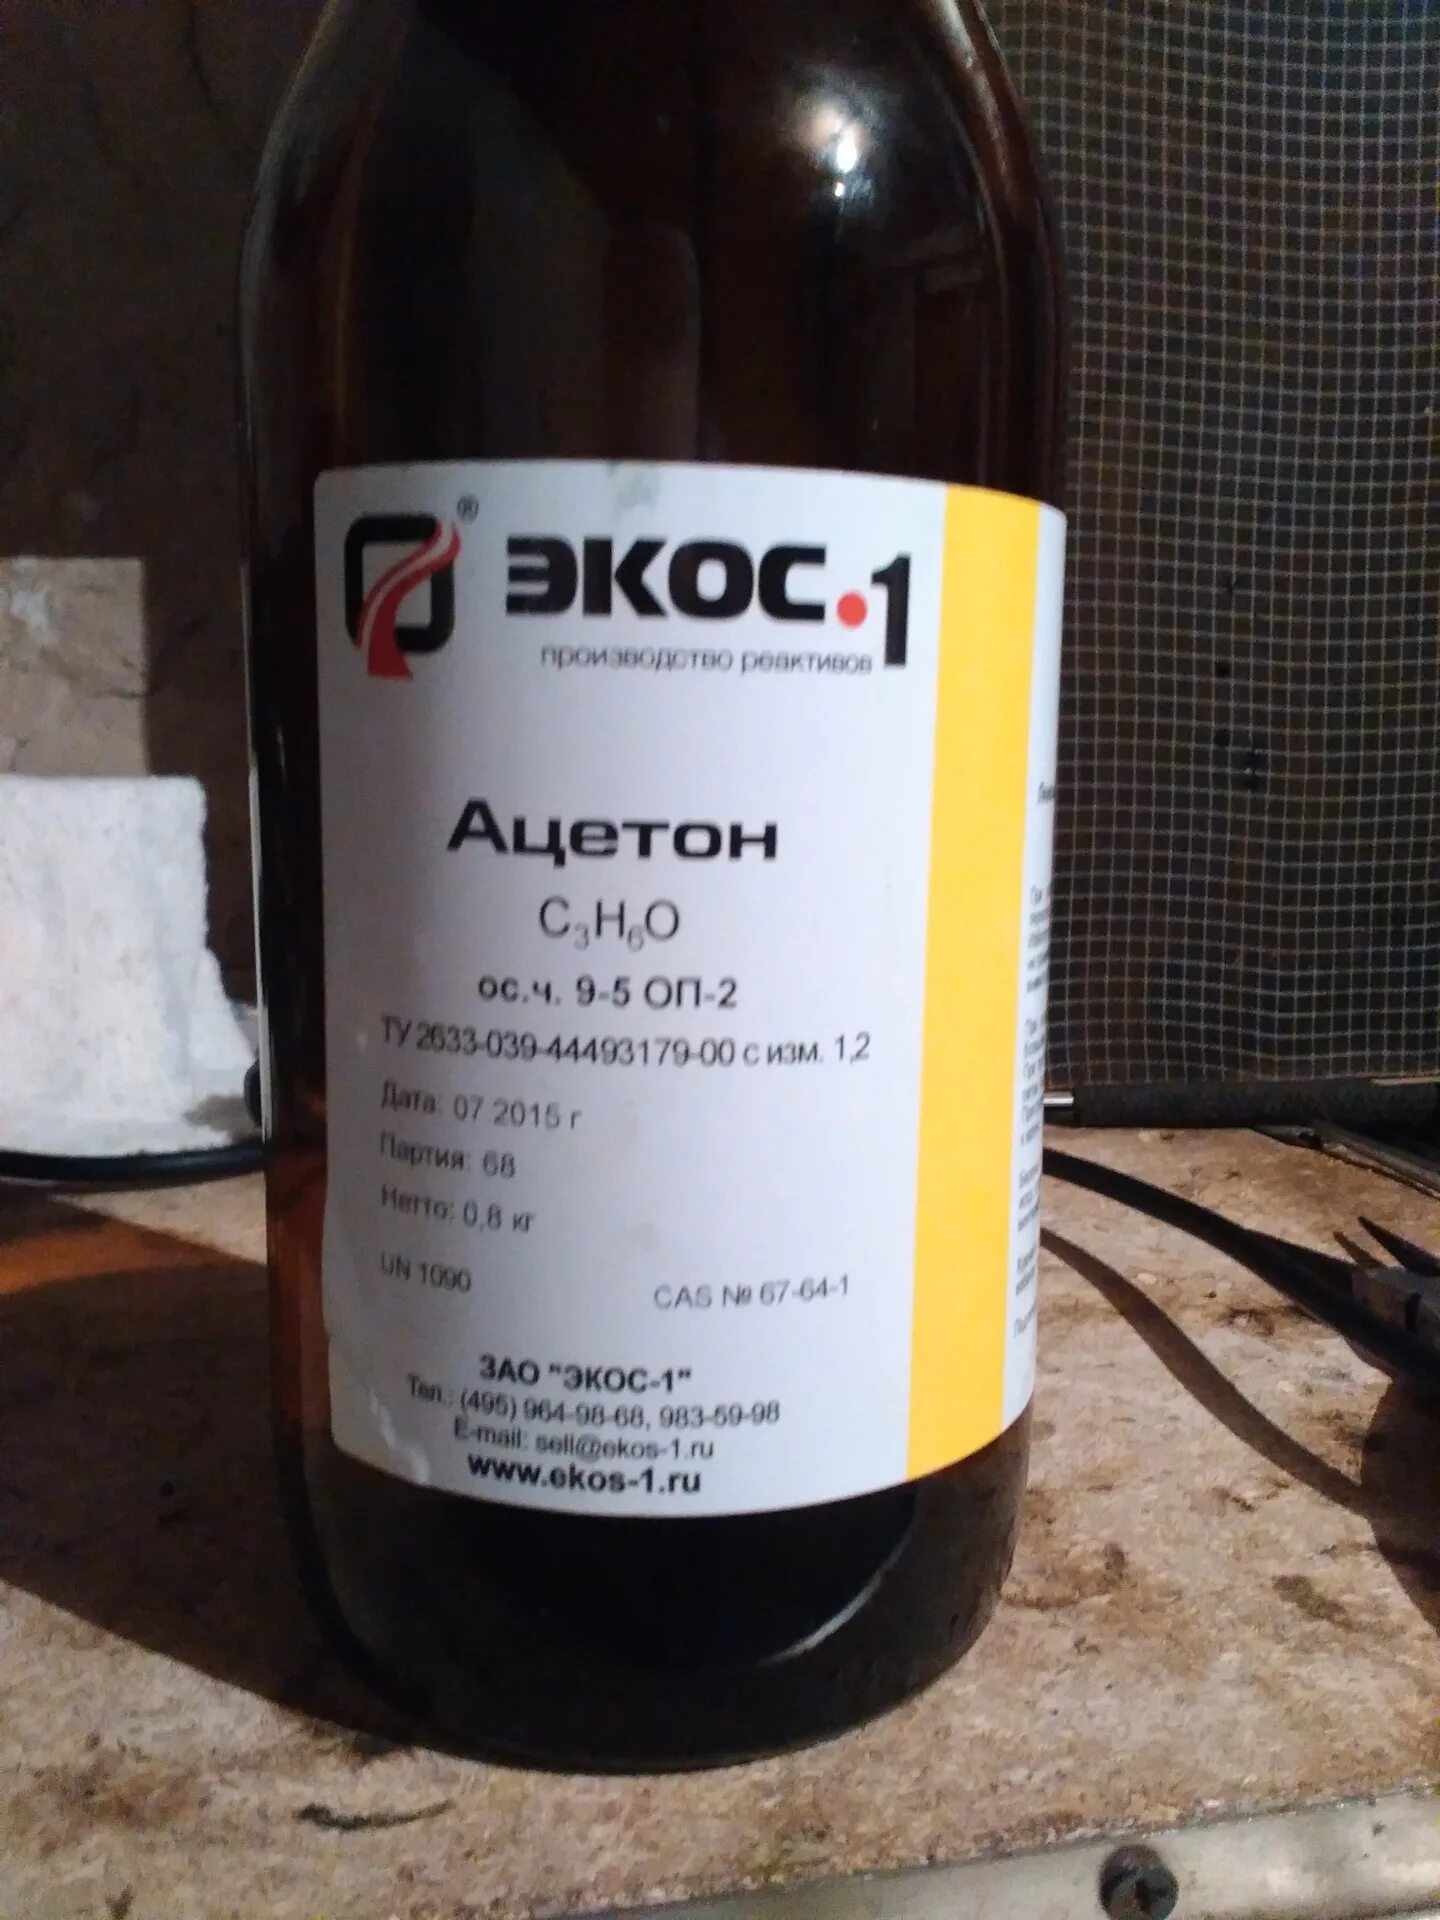 ®
ЭКОС.1
производство реактивов
Ацетон
C₃H₆O
ос.ч. 9-5 ОП-2
ТУ 2633-039-44493179-00 с изм. 1,2
Дата: 07 2015 г
Партия: 68
Нетто: 0,8 кг
UN 1090
CAS № 67-64-1
ЗАО "ЭКОС-1"
Тел.: (495) 964-98-68, 983-59-98
E-mail: sell@ekos-1.ru
www.ekos-1.ru